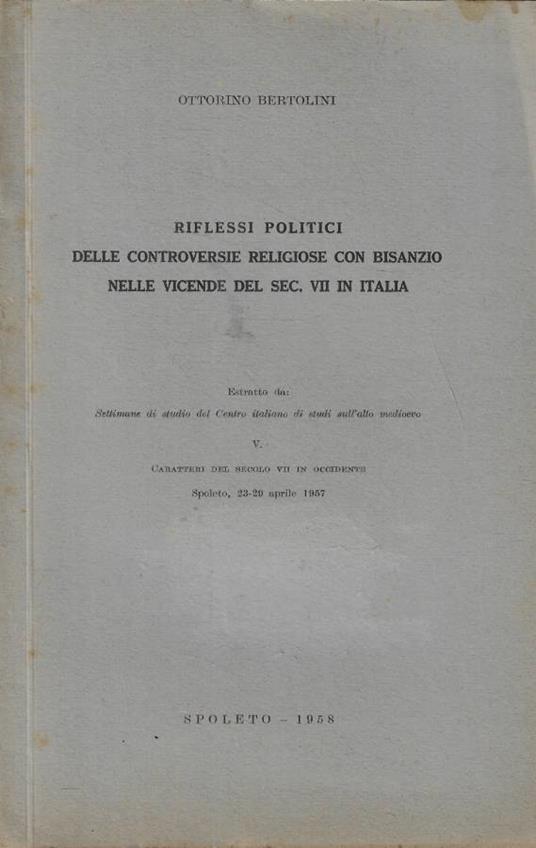 OTTORINO BERTOLINI
RIFLESSI POLITICI
DELLE CONTROVERSIE RELIGIOSE CON BISANZIO
NELLE VICENDE DEL SEC. VII IN ITALIA
Estratto da:
Settimane di studio del Centro italiano di studi sull'alto medioevo
V.
CARATTERI DEL SECOLO VII IN OCCIDENTE
Spoleto, 23-29 aprile 1957
SPOLETO - 1958